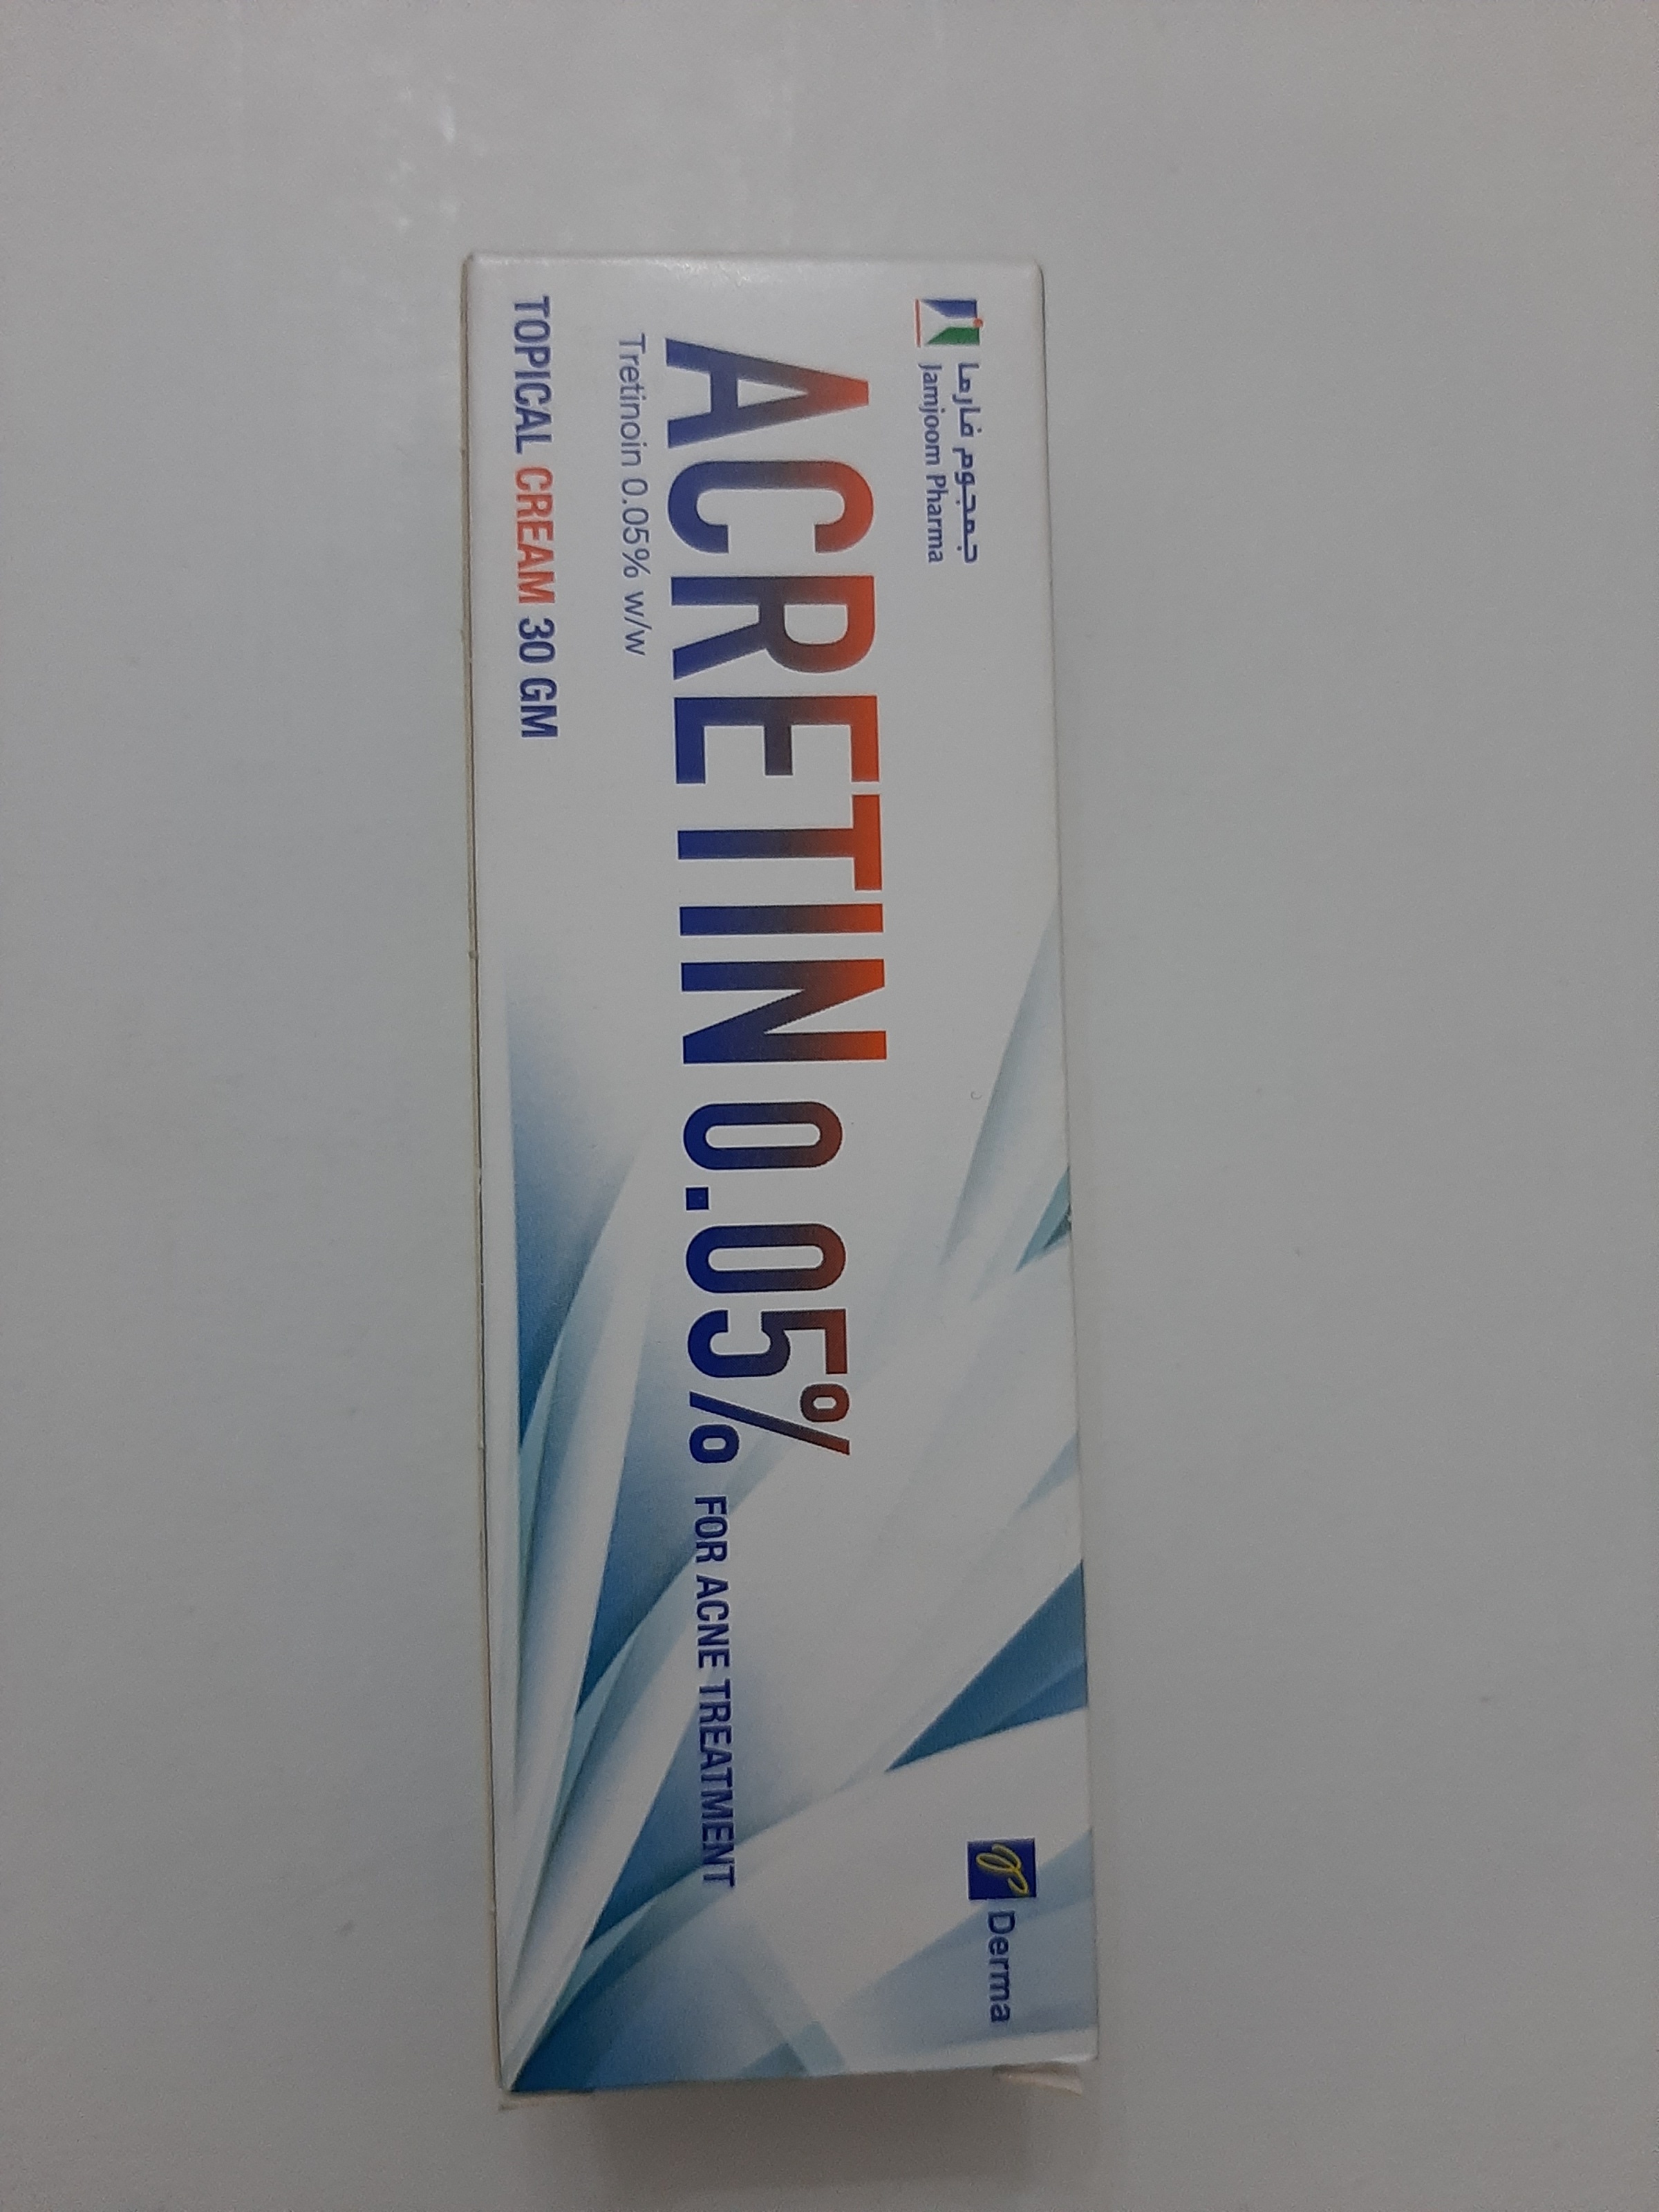 جمجوم فارما
Jamjoom Pharma
Derma
ACRETIN 0.05% FOR ACNE TREATMENT
Tretinoin 0.05% w/w
TOPICAL CREAM 30 GM